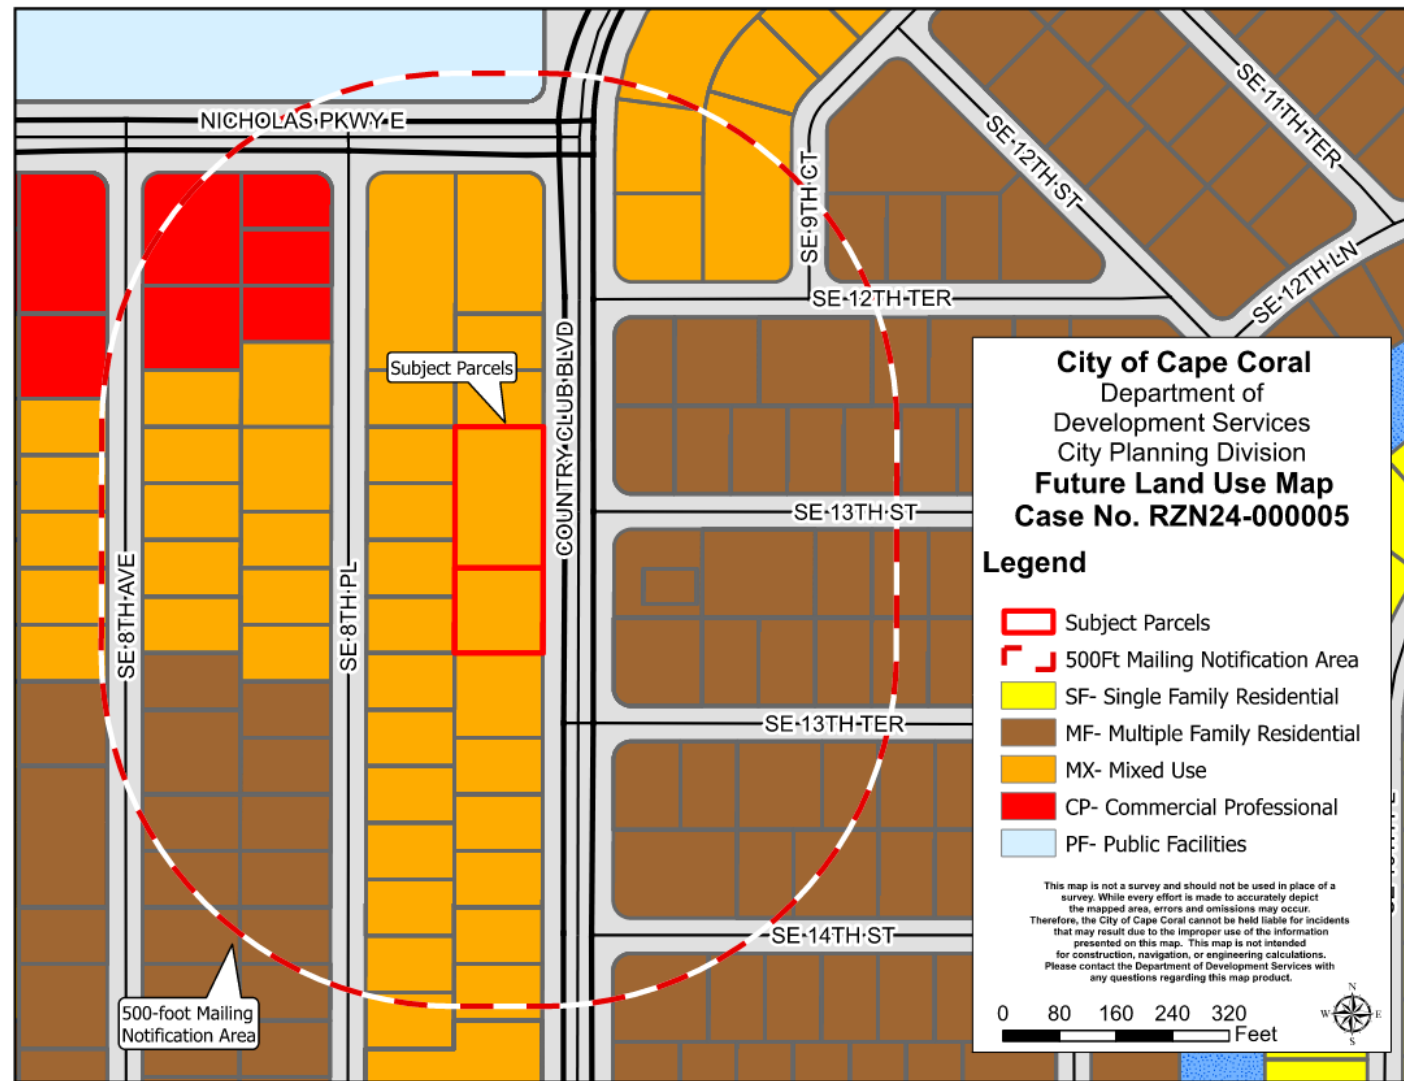 NICHOLAS PKWY E
SE 11TH TER
SE 12TH ST
SE 9TH CT
SE 12TH LN
SE 12TH TER
Subject Parcels
COUNTRY CLUB BLVD
SE 13TH ST
SE 8TH AVE
SE 8TH PL
SE 13TH TER
SE 14TH ST
500-foot Mailing
Notification Area
City of Cape Coral
Department of
Development Services
City Planning Division
Future Land Use Map
Case No. RZN24-000005
Legend
Subject Parcels
500Ft Mailing Notification Area
SF- Single Family Residential
MF- Multiple Family Residential
MX- Mixed Use
CP- Commercial Professional
PF- Public Facilities
This map is not a survey and should not be used in place of a
survey. While every effort is made to accurately depict
the mapped area, errors and omissions may occur.
Therefore, the City of Cape Coral cannot be held liable for incidents
that may result due to the improper use of the information
presented on this map. This map is not intended
for construction, navigation, or engineering calculations.
Please contact the Department of Development Services with
any questions regarding this map product.
0 80 160 240 320
Feet
N
W E
S